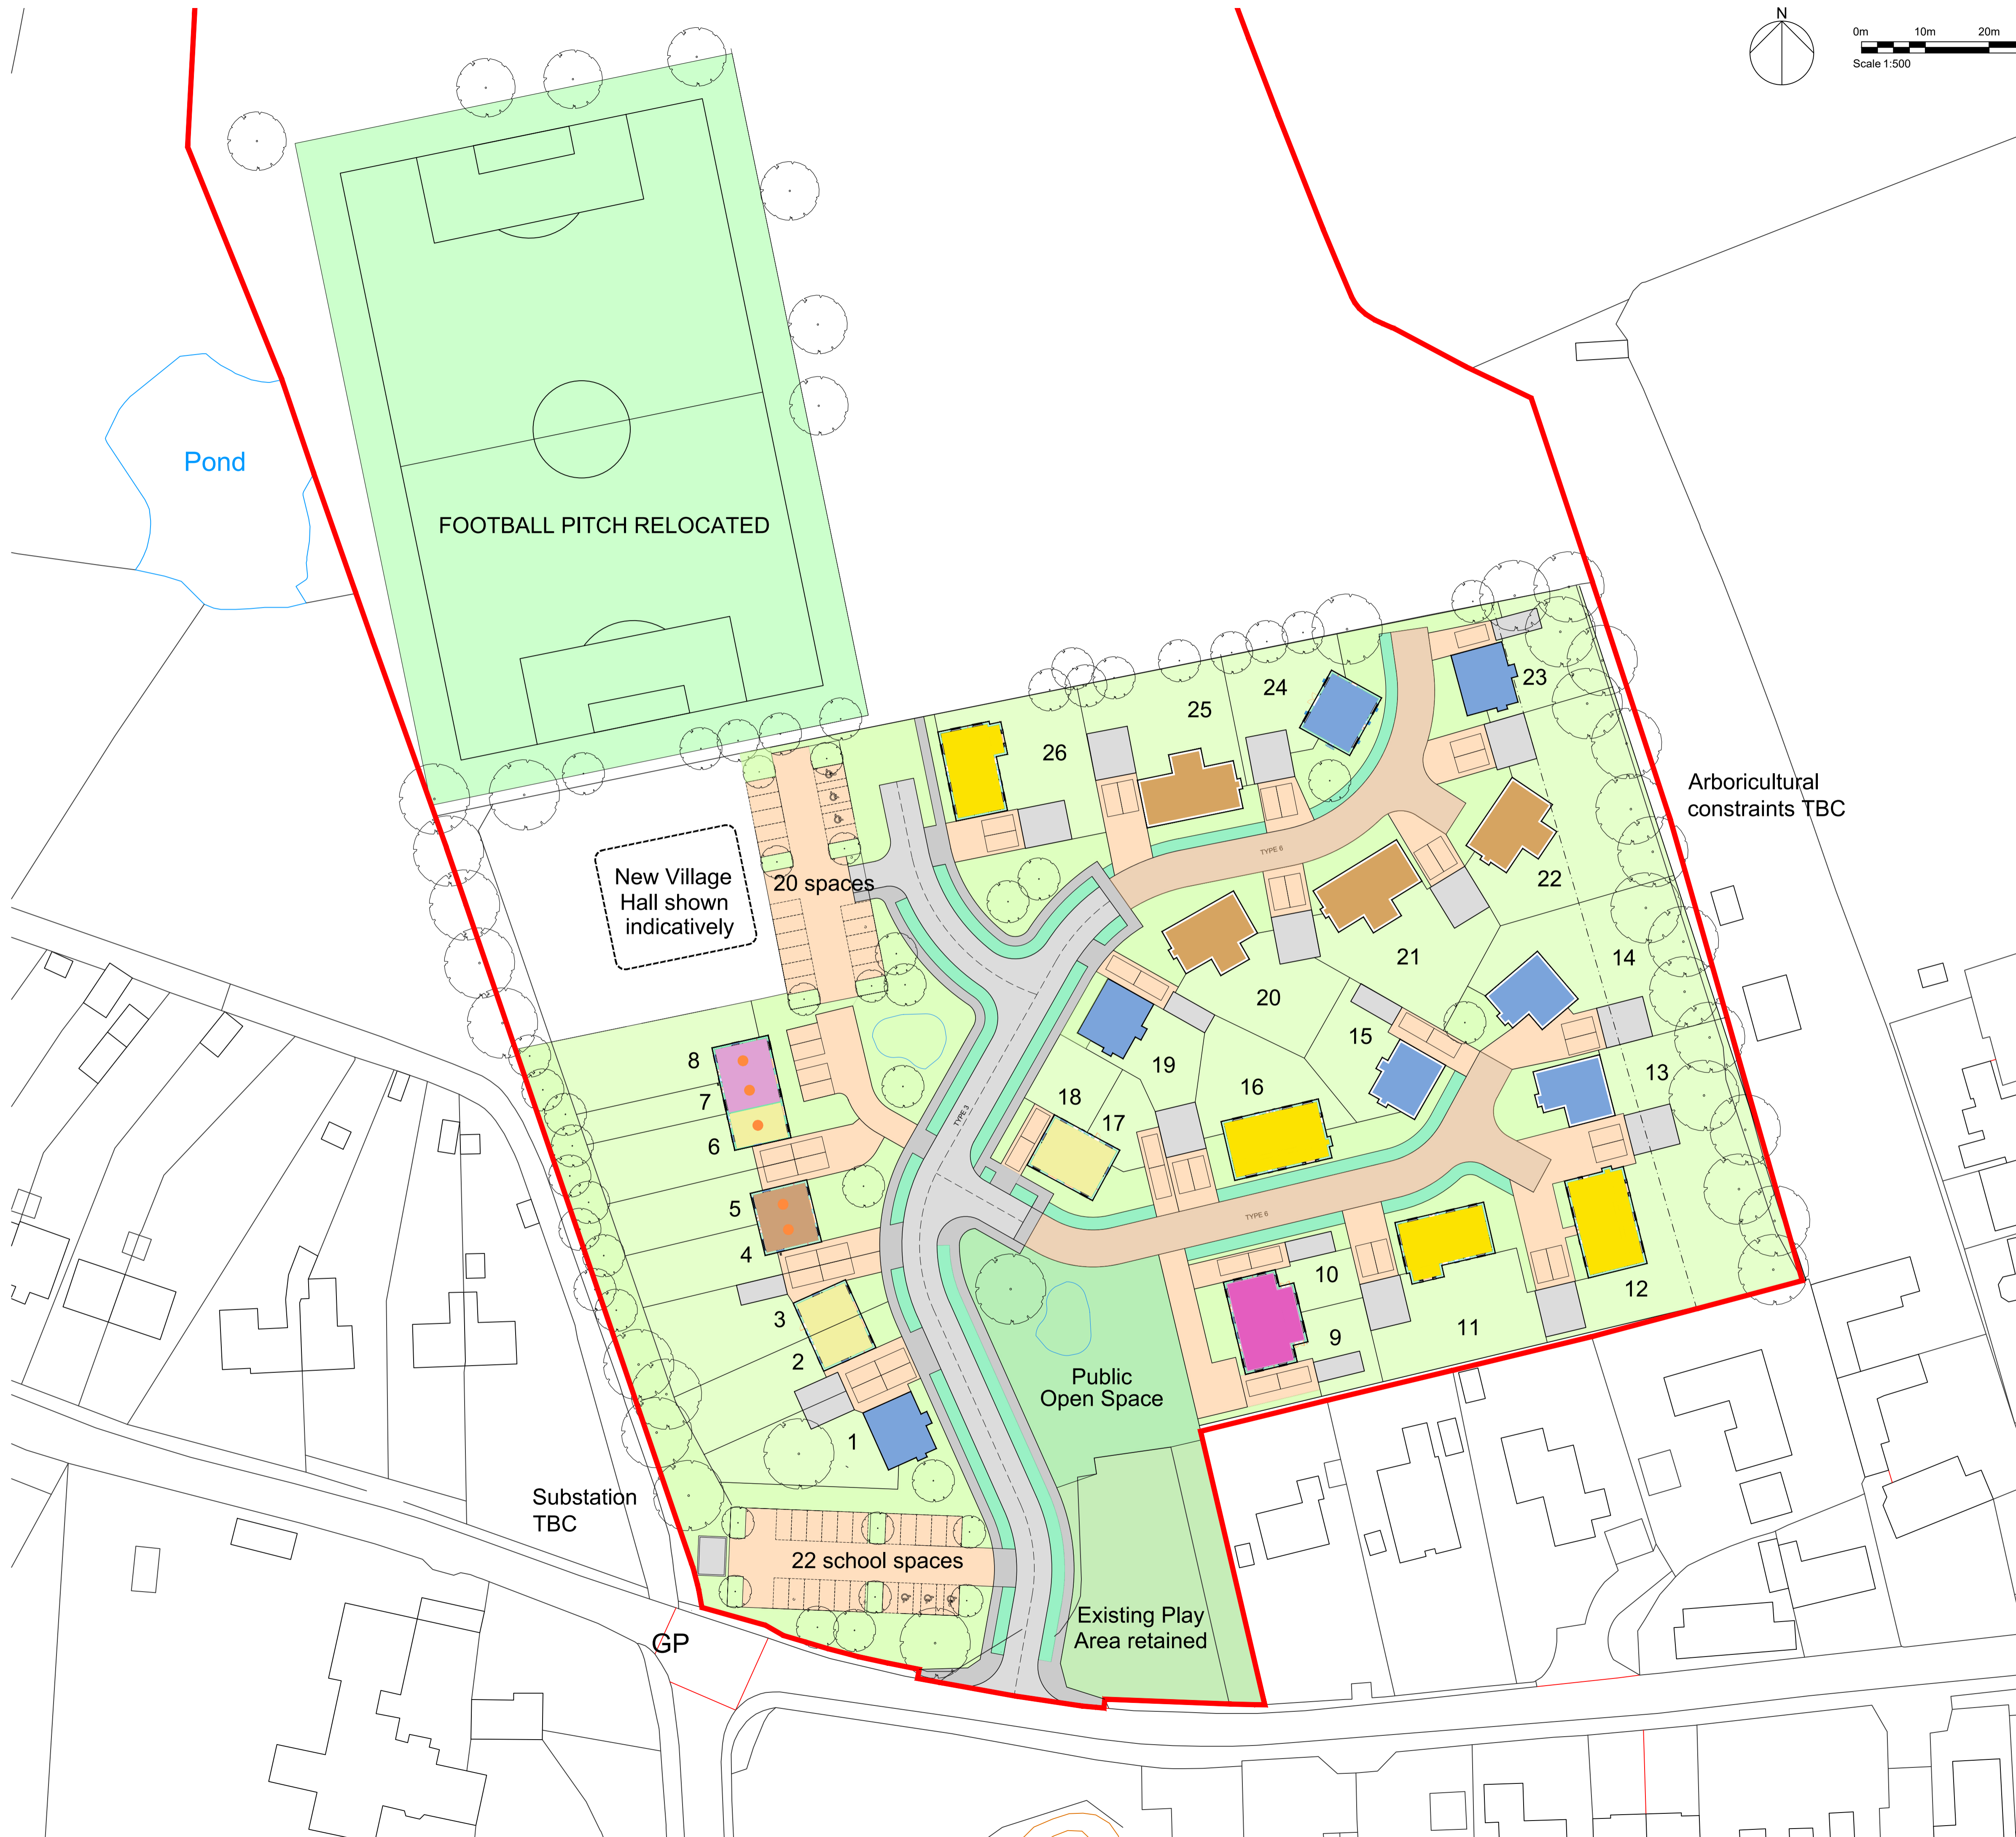 N
0m 10m 20m
Scale 1:500
Pond
FOOTBALL PITCH RELOCATED
23
24
25
26
Arboricultural
constraints TBC
New Village
Hall shown
indicatively
20 spaces
TYPE 6
22
14
21
20
15
19
16
13
8
7
6
18
17
TYPE 3
5
4
TYPE 6
10
12
3
2
9
11
Public
Open Space
1
Substation
TBC
22 school spaces
Existing Play
Area retained
GP